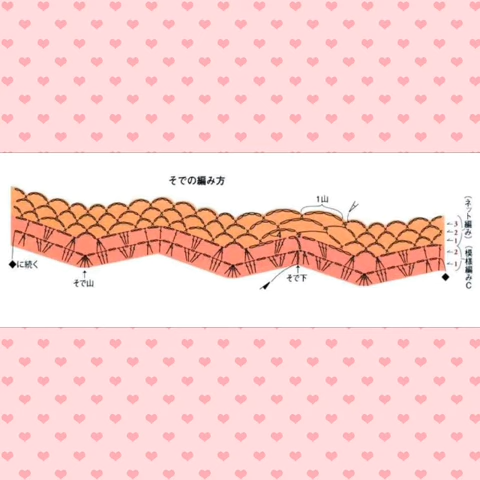 そでの編み方
1山
(ネット編み)
(模様編みC
←3
←2
←1
←2
←1
◆に続く
↑
そで山
↑
そで下
◆